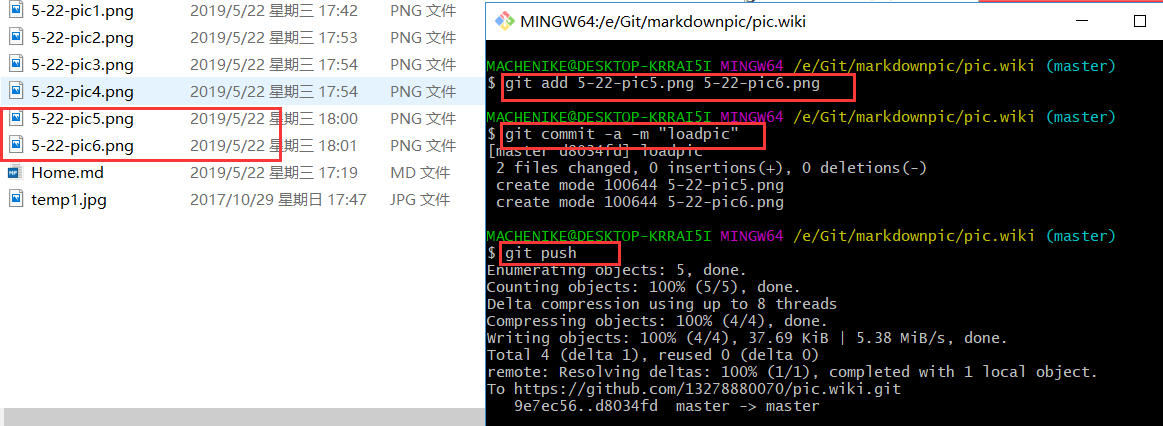 5-22-pic1.png 2019/5/22 星期三 17:42 PNG 文件
5-22-pic2.png 2019/5/22 星期三 17:53 PNG 文件
5-22-pic3.png 2019/5/22 星期三 17:54 PNG 文件
5-22-pic4.png 2019/5/22 星期三 17:54 PNG 文件
5-22-pic5.png 2019/5/22 星期三 18:00 PNG 文件
5-22-pic6.png 2019/5/22 星期三 18:01 PNG 文件
Home.md 2019/5/22 星期三 17:19 MD 文件
temp1.jpg 2017/10/29 星期日 17:47 JPG 文件
MINGW64:/e/Git/markdownpic/pic.wiki
MACHENIKE@DESKTOP-KRRAI5I MINGW64 /e/Git/markdownpic/pic.wiki (master)
$ git add 5-22-pic5.png 5-22-pic6.png
MACHENIKE@DESKTOP-KRRAI5I MINGW64 /e/Git/markdownpic/pic.wiki (master)
$ git commit -a -m "loadpic"
[master d8034fd] loadpic
2 files changed, 0 insertions(+), 0 deletions(-)
create mode 100644 5-22-pic5.png
create mode 100644 5-22-pic6.png
MACHENIKE@DESKTOP-KRRAI5I MINGW64 /e/Git/markdownpic/pic.wiki (master)
$ git push
Enumerating objects: 5, done.
Counting objects: 100% (5/5), done.
Delta compression using up to 8 threads
Compressing objects: 100% (4/4), done.
Writing objects: 100% (4/4), 37.69 KiB | 5.38 MiB/s, done.
Total 4 (delta 1), reused 0 (delta 0)
remote: Resolving deltas: 100% (1/1), completed with 1 local object.
To https://github.com/13278880070/pic.wiki.git
9e7ec56..d8034fd master -> master